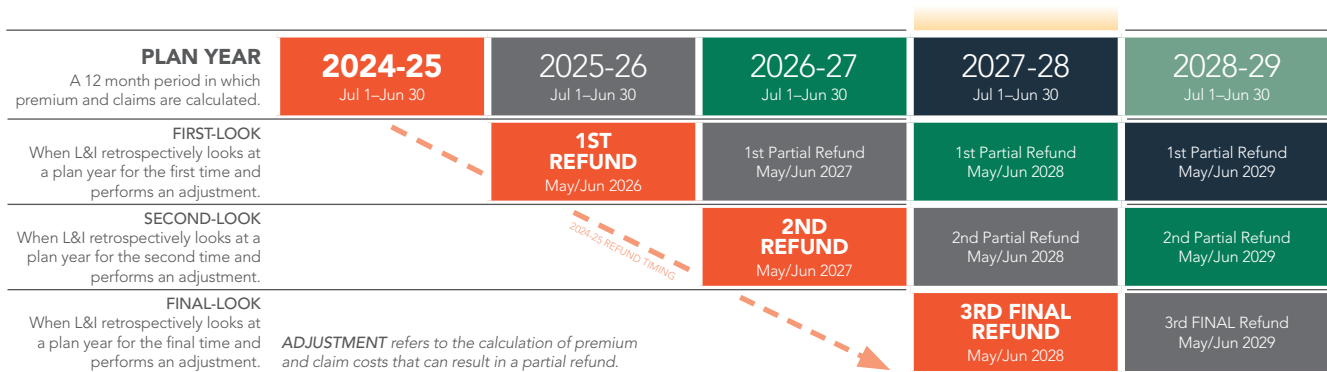 PLAN YEAR
A 12 month period in which
premium and claims are calculated.
2024-25
Jul 1–Jun 30
2025-26
Jul 1–Jun 30
2026-27
Jul 1–Jun 30
2027-28
Jul 1–Jun 30
2028-29
Jul 1–Jun 30
FIRST-LOOK
When L&I retrospectively looks at
a plan year for the first time and
performs an adjustment.
1ST
REFUND
May/Jun 2026
1st Partial Refund
May/Jun 2027
1st Partial Refund
May/Jun 2028
1st Partial Refund
May/Jun 2029
SECOND-LOOK
When L&I retrospectively looks at a
plan year for the second time and
performs an adjustment.
2024-25 REFUND TIMING
2ND
REFUND
May/Jun 2027
2nd Partial Refund
May/Jun 2028
2nd Partial Refund
May/Jun 2029
FINAL-LOOK
When L&I retrospectively looks at
a plan year for the final time and
performs an adjustment.
ADJUSTMENT refers to the calculation of premium
and claim costs that can result in a partial refund.
3RD FINAL
REFUND
May/Jun 2028
3rd FINAL Refund
May/Jun 2029